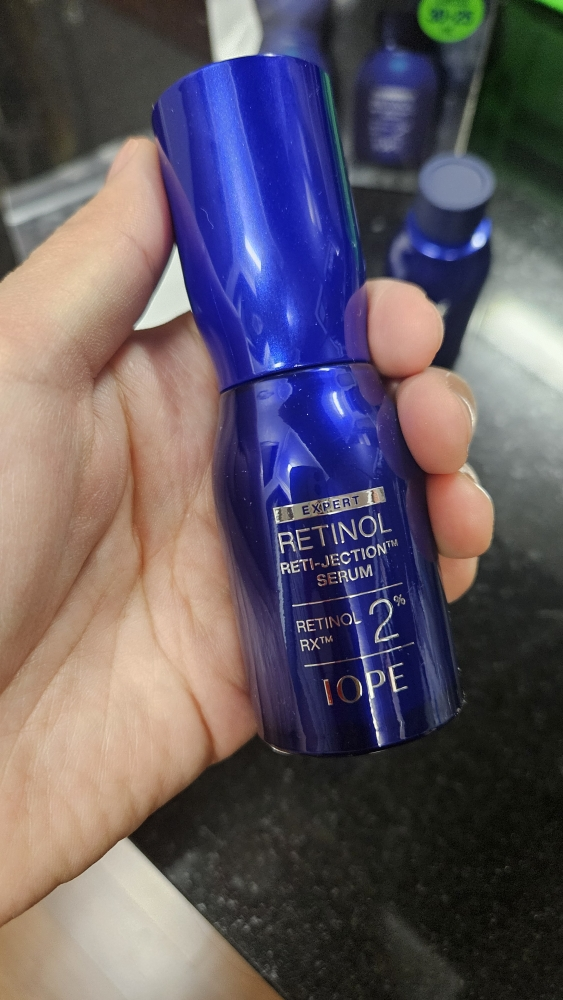 EXPERT
RETINOL
RETI-JECTION™
SERUM
RETINOL
RX™
2%
IOPE